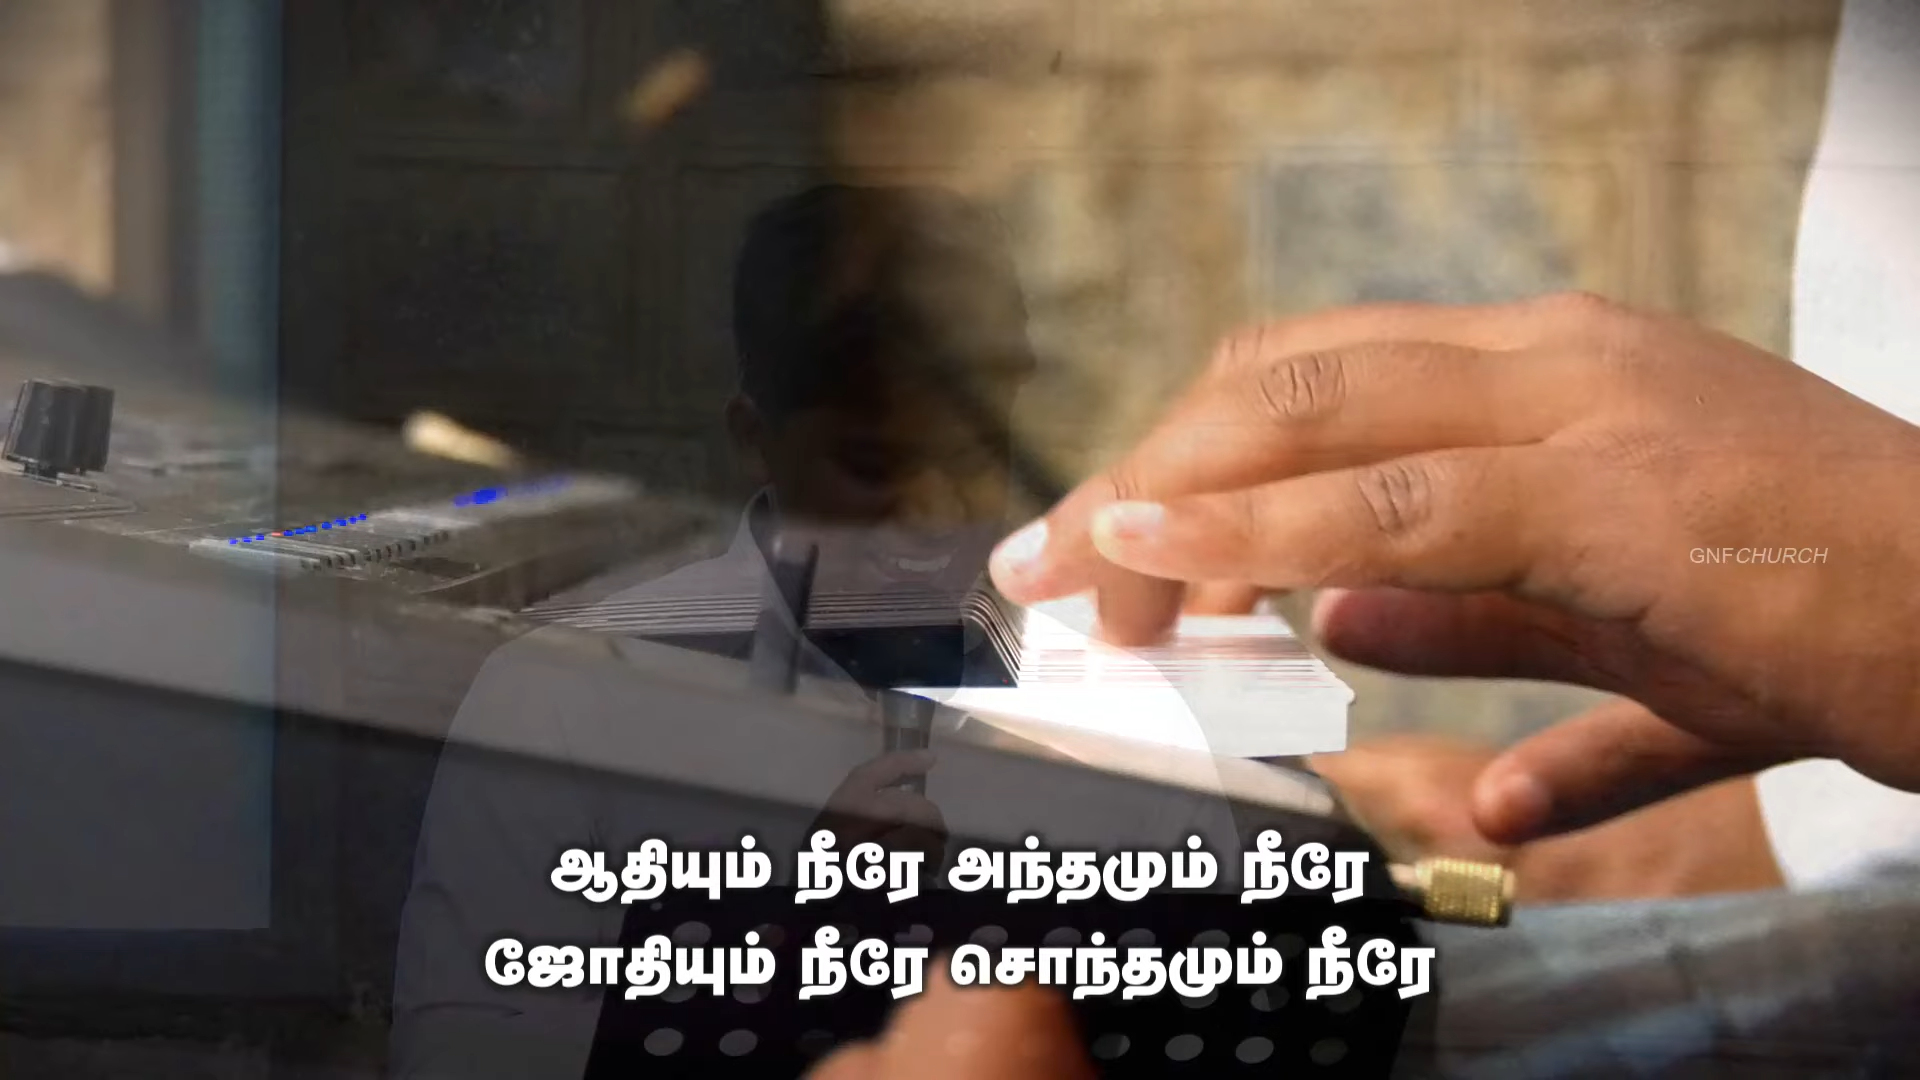 GNFCHURCH
ஆதியும் நீரே அந்தமும் நீரே
ஜோதியும் நீரே சொந்தமும் நீரே